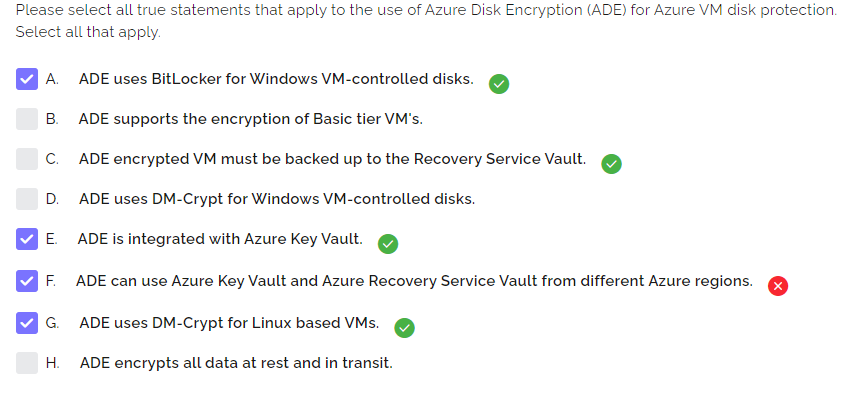 Please select all true statements that apply to the use of Azure Disk Encryption (ADE) for Azure VM disk protection.
Select all that apply.
A. ADE uses BitLocker for Windows VM-controlled disks.
B. ADE supports the encryption of Basic tier VM's.
C. ADE encrypted VM must be backed up to the Recovery Service Vault.
D. ADE uses DM-Crypt for Windows VM-controlled disks.
E. ADE is integrated with Azure Key Vault.
F. ADE can use Azure Key Vault and Azure Recovery Service Vault from different Azure regions.
G. ADE uses DM-Crypt for Linux based VMs.
H. ADE encrypts all data at rest and in transit.